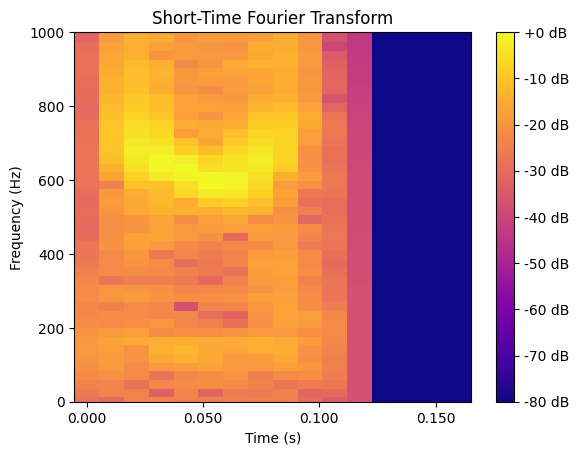 Short-Time Fourier Transform
Frequency (Hz)
1000
800
600
400
200
0
0.000
0.050
0.100
0.150
Time (s)
+0 dB
-10 dB
-20 dB
-30 dB
-40 dB
-50 dB
-60 dB
-70 dB
-80 dB